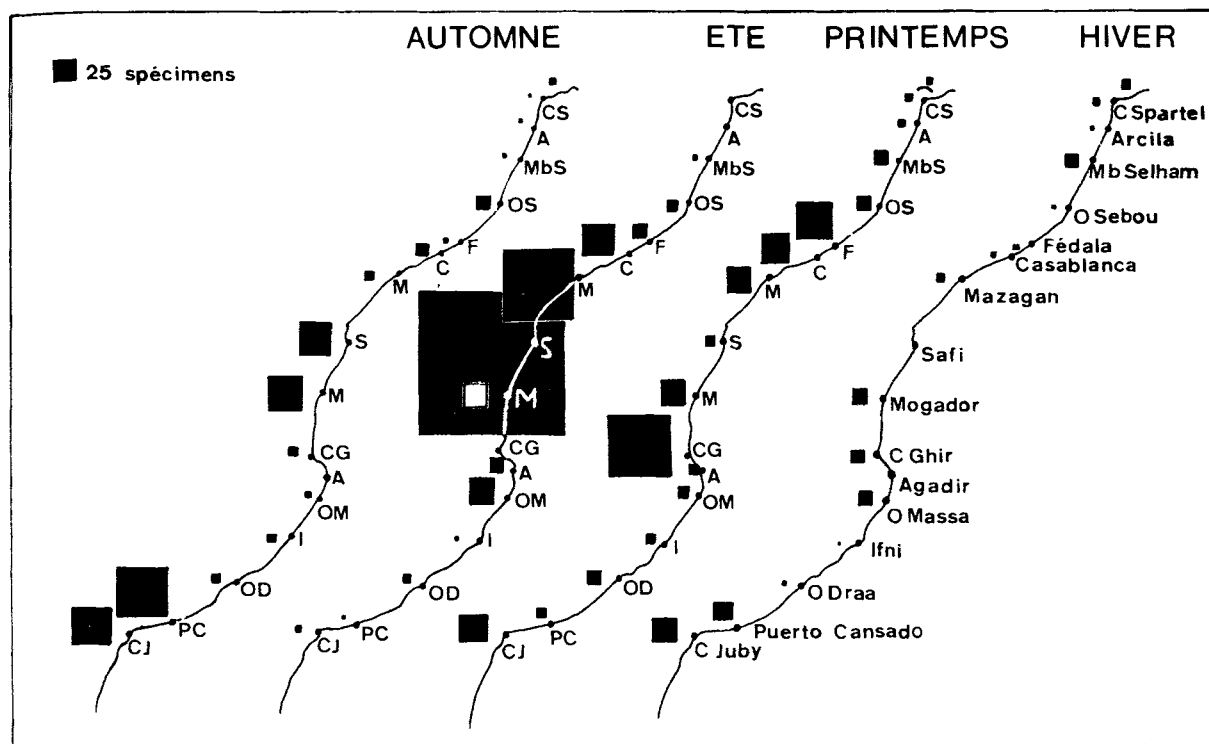 AUTOMNE ETE PRINTEMPS HIVER
25 spécimens
CS
A
MbS
OS
F
C
M
S
M
CG
A
OM
I
OD
PC
CJ
CS
A
MbS
OS
F
C
M
S
M
CG
A
OM
I
OD
PC
CJ
CS
A
MbS
OS
F
C
M
S
M
CG
A
OM
I
OD
PC
CJ
C Spartel
Arcila
Mb Selham
O Sebou
Fédala
Casablanca
Mazagan
Safi
Mogador
C Ghir
Agadir
O Massa
Ifni
O Draa
Puerto Cansado
C Juby